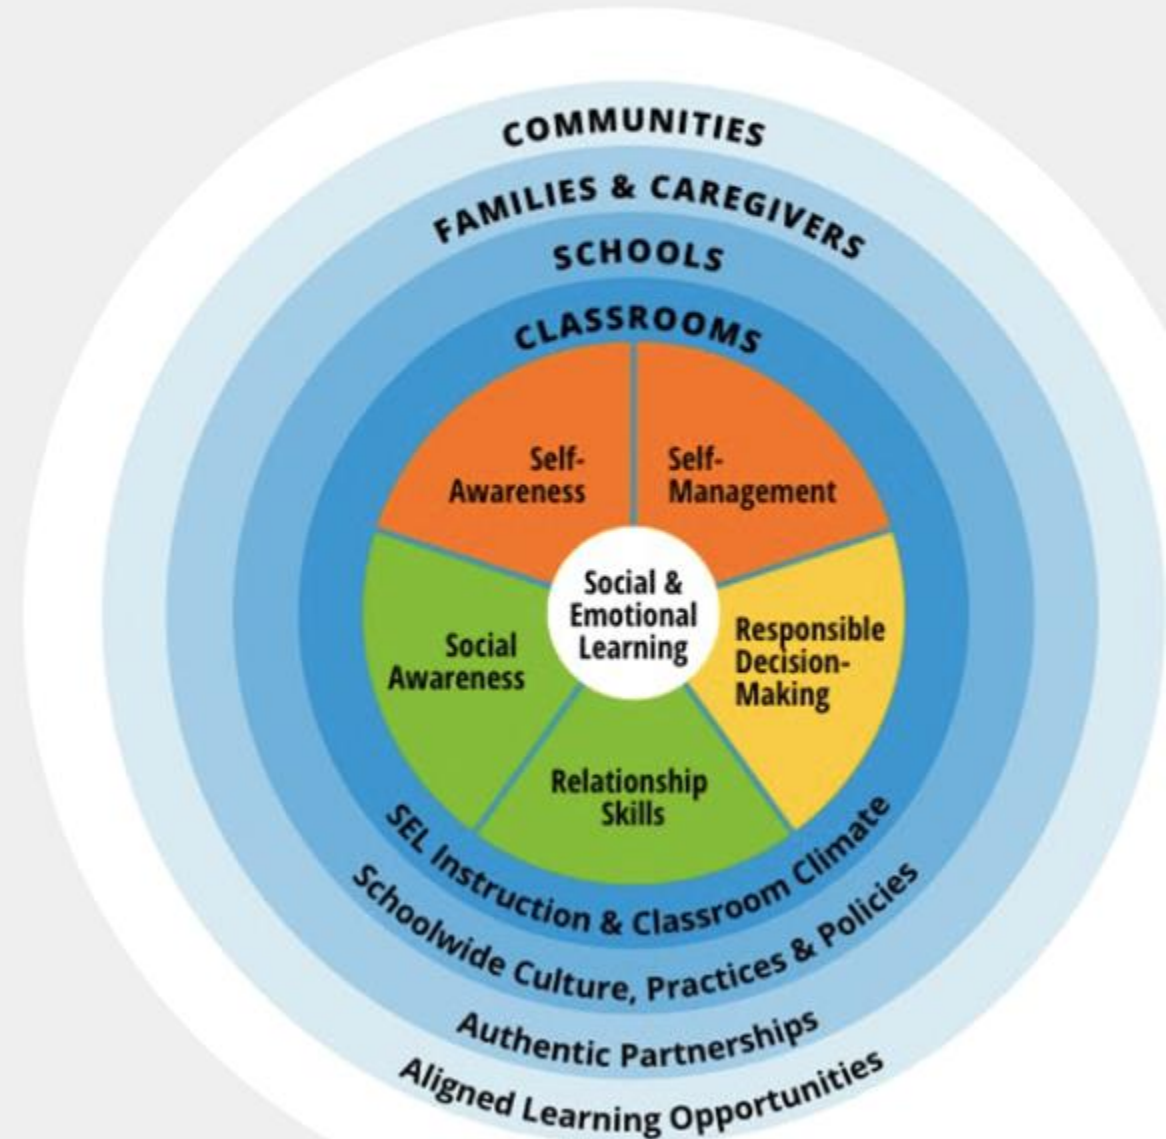 COMMUNITIES
FAMILIES & CAREGIVERS
SCHOOLS
CLASSROOMS
Self-
Awareness
Self-
Management
Social &
Emotional
Learning
Social
Awareness
Responsible
Decision-
Making
Relationship
Skills
SEL Instruction & Classroom Climate
Schoolwide Culture, Practices & Policies
Authentic Partnerships
Aligned Learning Opportunities